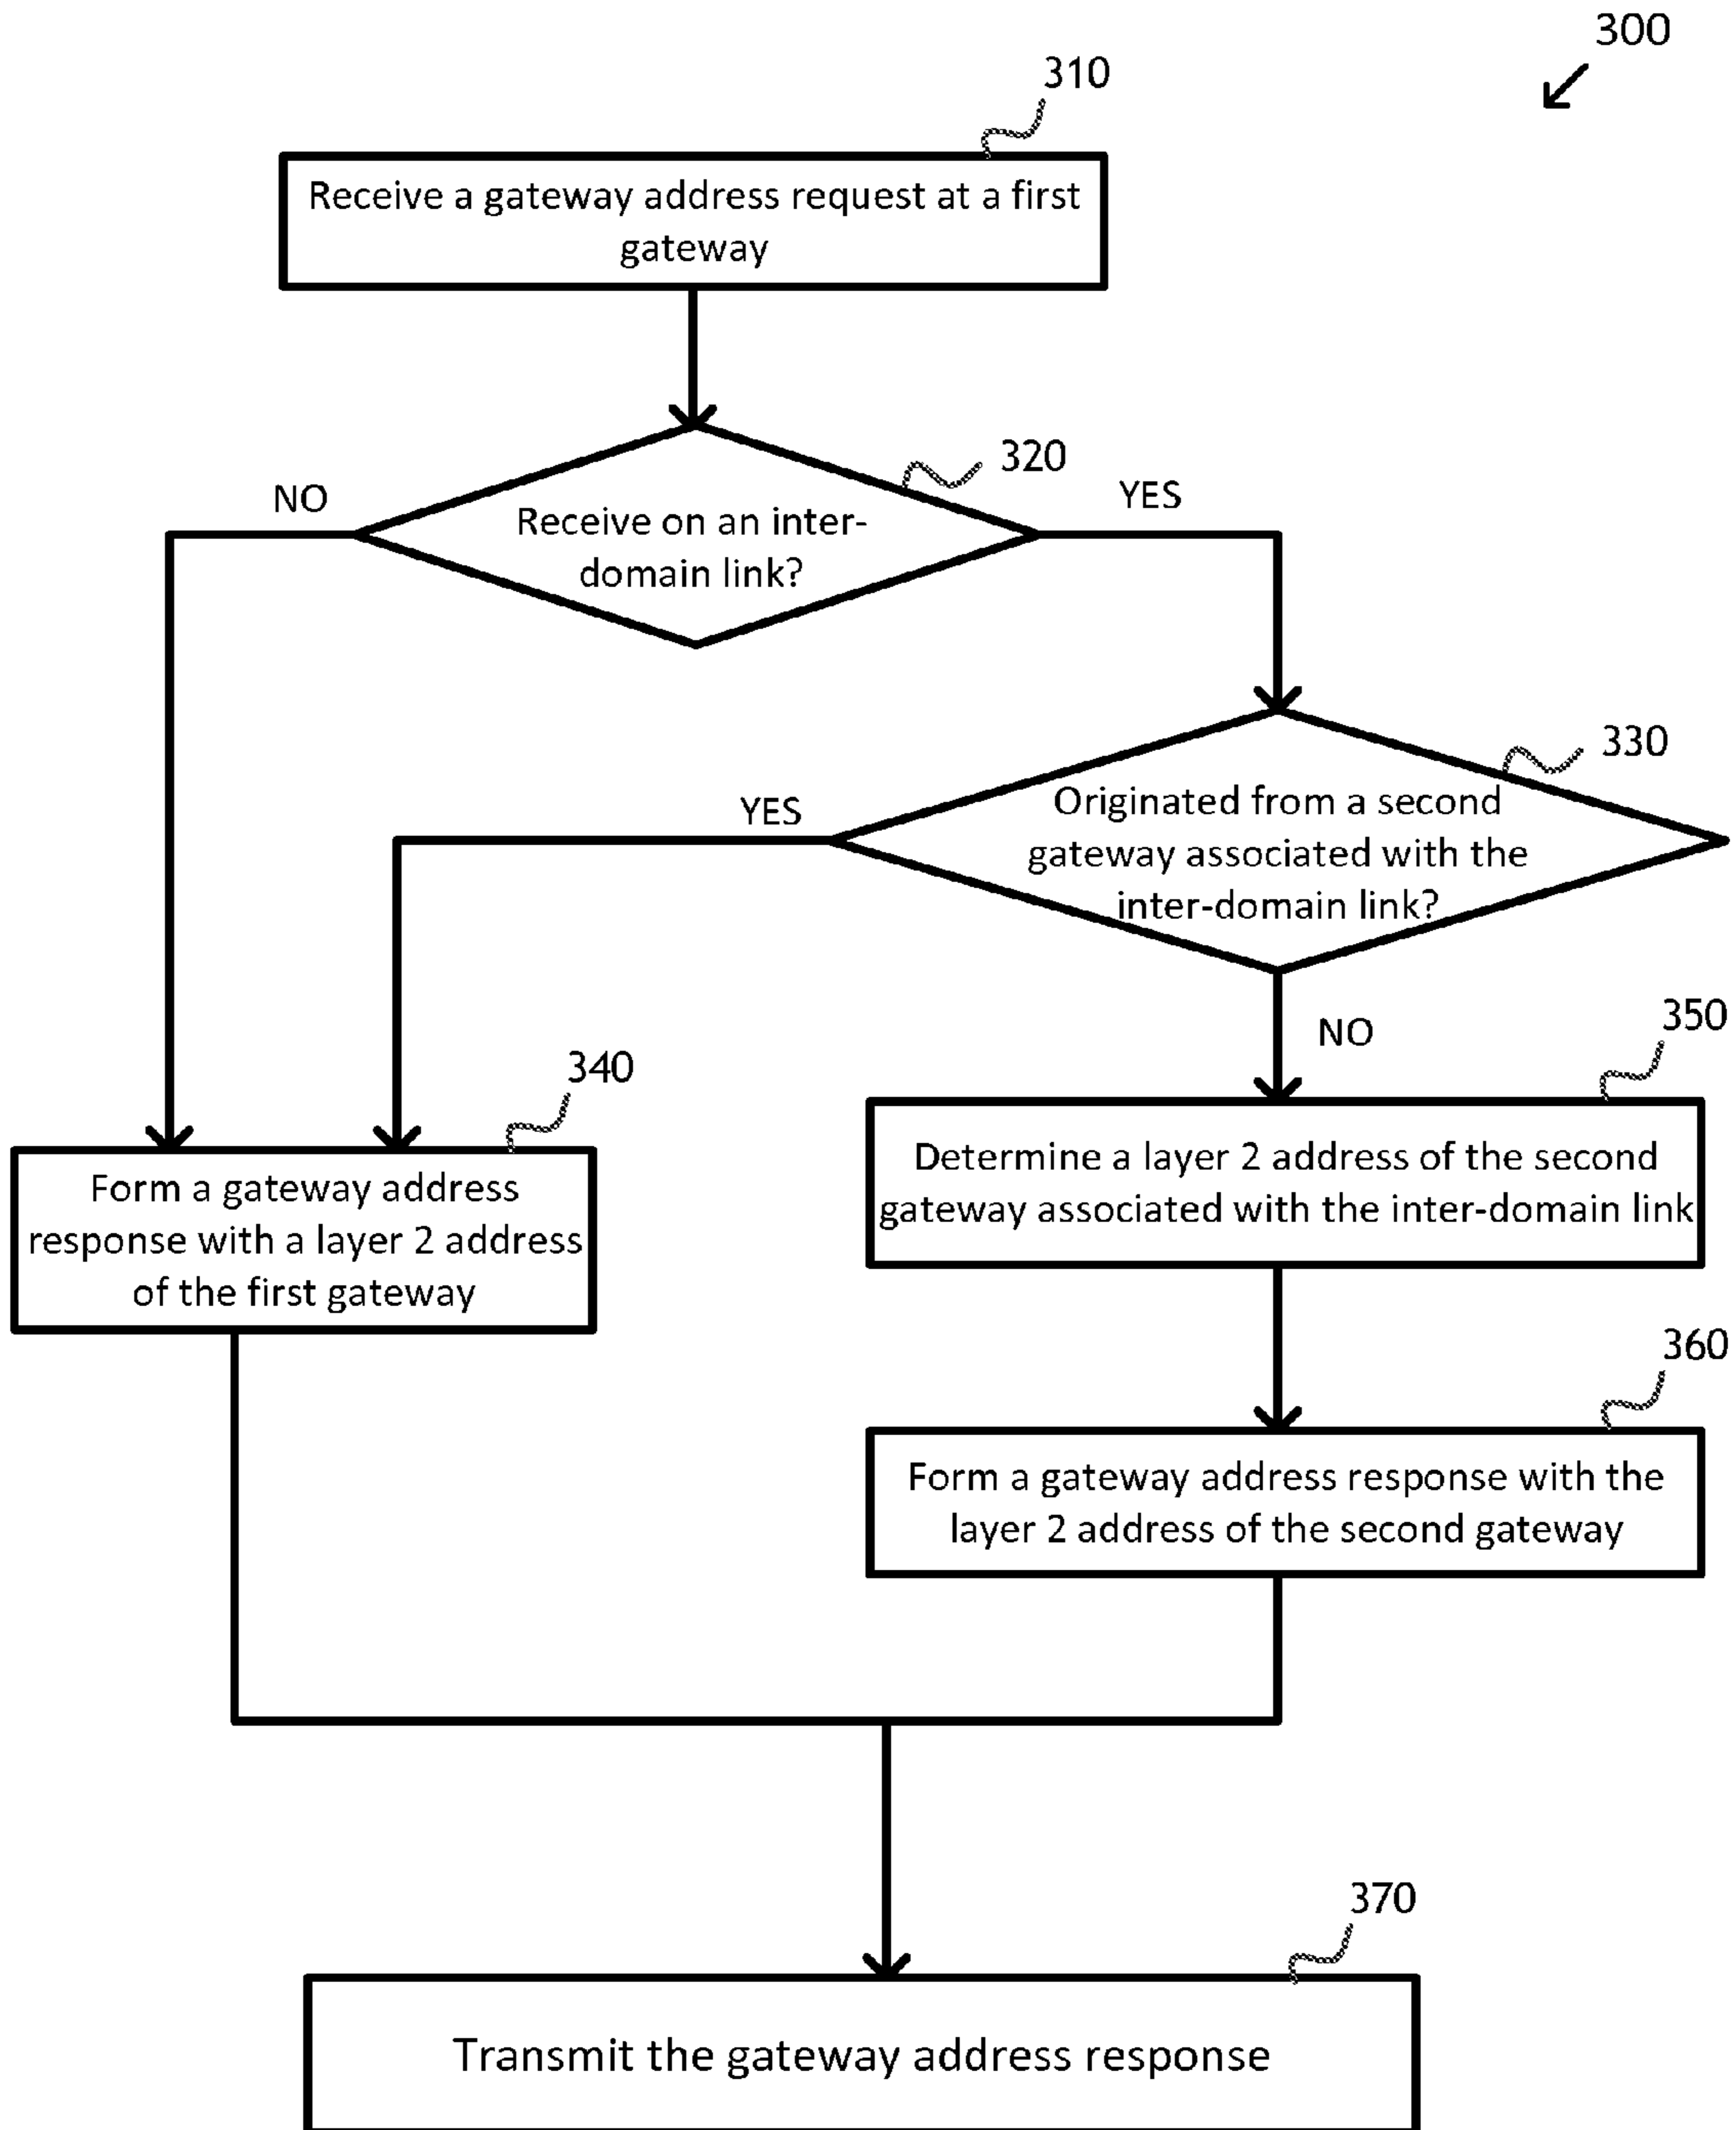 300
310
Receive a gateway address request at a first
gateway
320
NO
YES
Receive on an inter-
domain link?
330
YES
Originated from a second
gateway associated with the
inter-domain link?
NO
350
340
Determine a layer 2 address of the second
gateway associated with the inter-domain link
Form a gateway address
response with a layer 2 address
of the first gateway
360
Form a gateway address response with the
layer 2 address of the second gateway
370
Transmit the gateway address response